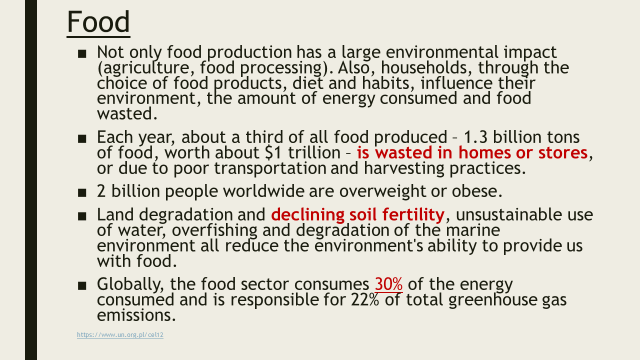 Food
■ Not only food production has a large environmental impact
(agriculture, food processing). Also, households, through the
choice of food products, diet and habits, influence their
environment, the amount of energy consumed and food
wasted.
■ Each year, about a third of all food produced – 1.3 billion tons
of food, worth about $1 trillion – is wasted in homes or stores,
or due to poor transportation and harvesting practices.
■ 2 billion people worldwide are overweight or obese.
■ Land degradation and declining soil fertility, unsustainable use
of water, overfishing and degradation of the marine
environment all reduce the environment's ability to provide us
with food.
■ Globally, the food sector consumes 30% of the energy
consumed and is responsible for 22% of total greenhouse gas
emissions.
https://www.un.org.pl/cel12